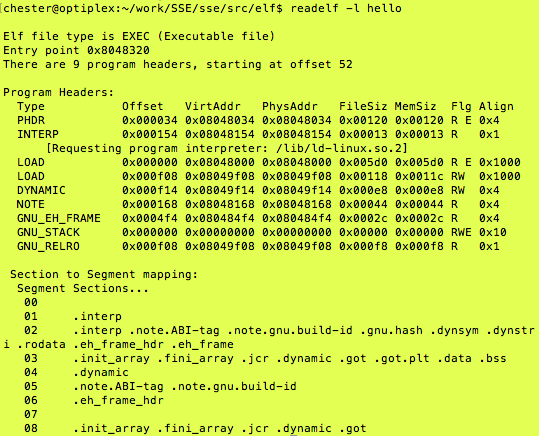 chester@optiplex:~/work/SSE/sse/src/elf$ readelf -l hello
Elf file type is EXEC (Executable file)
Entry point 0x8048320
There are 9 program headers, starting at offset 52
Program Headers:
  Type           Offset   VirtAddr   PhysAddr   FileSiz MemSiz  Flg Align
  PHDR           0x000034 0x08048034 0x08048034 0x00120 0x00120 R E 0x4
  INTERP         0x000154 0x08048154 0x08048154 0x00013 0x00013 R   0x1
      [Requesting program interpreter: /lib/ld-linux.so.2]
  LOAD           0x000000 0x08048000 0x08048000 0x005d0 0x005d0 R E 0x1000
  LOAD           0x000f08 0x08049f08 0x08049f08 0x00118 0x0011c RW  0x1000
  DYNAMIC        0x000f14 0x08049f14 0x08049f14 0x000e8 0x000e8 RW  0x4
  NOTE           0x000168 0x08048168 0x08048168 0x00044 0x00044 R   0x4
  GNU_EH_FRAME   0x0004f4 0x080484f4 0x080484f4 0x0002c 0x0002c R   0x4
  GNU_STACK      0x000000 0x00000000 0x00000000 0x00000 0x00000 RWE 0x10
  GNU_RELRO      0x000f08 0x08049f08 0x08049f08 0x000f8 0x000f8 R   0x1
 Section to Segment mapping:
  Segment Sections...
   00
   01     .interp
   02     .interp .note.ABI-tag .note.gnu.build-id .gnu.hash .dynsym .dynstr
i .rodata .eh_frame_hdr .eh_frame
   03     .init_array .fini_array .jcr .dynamic .got .got.plt .data .bss
   04     .dynamic
   05     .note.ABI-tag .note.gnu.build-id
   06     .eh_frame_hdr
   07
   08     .init_array .fini_array .jcr .dynamic .got